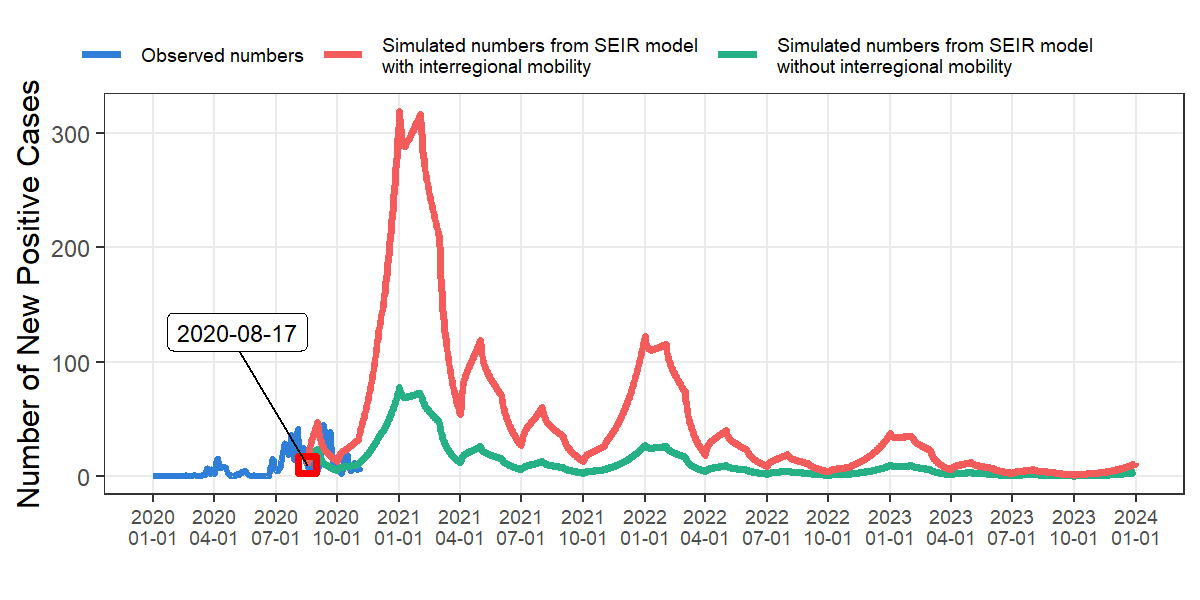 Observed numbers
Simulated numbers from SEIR model
with interregional mobility
Simulated numbers from SEIR model
without interregional mobility
Number of New Positive Cases
300
200
100
0
2020-08-17
2020 2020 2020 2020 2021 2021 2021 2021 2022 2022 2022 2022 2023 2023 2023 2023 2024
01-01 04-01 07-01 10-01 01-01 04-01 07-01 10-01 01-01 04-01 07-01 10-01 01-01 04-01 07-01 10-01 01-01